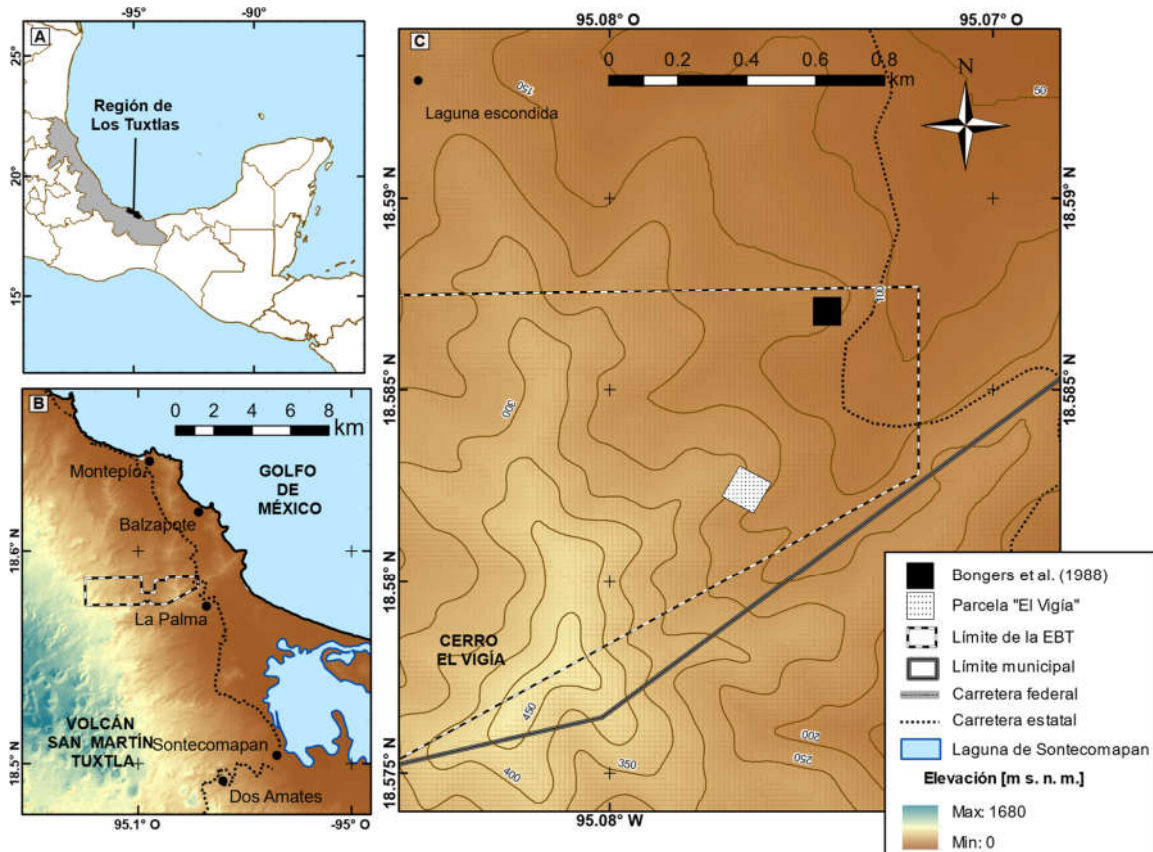 A
-95°
-90°
25°
20°
15°
Región de
Los Tuxtlas
B
0 2 4 6 8
km
Montepío
GOLFO
DE
MÉXICO
Balzapote
18.6° N
La Palma
VOLCÁN
SAN MARTÍN
TUXTLA
Sontecomapan
18.5° N
Dos Amates
95.1° O
-95° O
C
95.08° O
95.07° O
0 0.2 0.4 0.6 0.8
km
N
150
50
Laguna escondida
18.59° N
18.59° N
100
18.585° N
18.585° N
300
18.58° N
CERRO
EL VIGÍA
450
200
250
350
400
18.575° N
95.08° W
Bongers et al. (1988)
Parcela "El Vigía"
Límite de la EBT
Límite municipal
Carretera federal
Carretera estatal
Laguna de Sontecomapan
Elevación [m s. n. m.]
Max: 1680
Min: 0